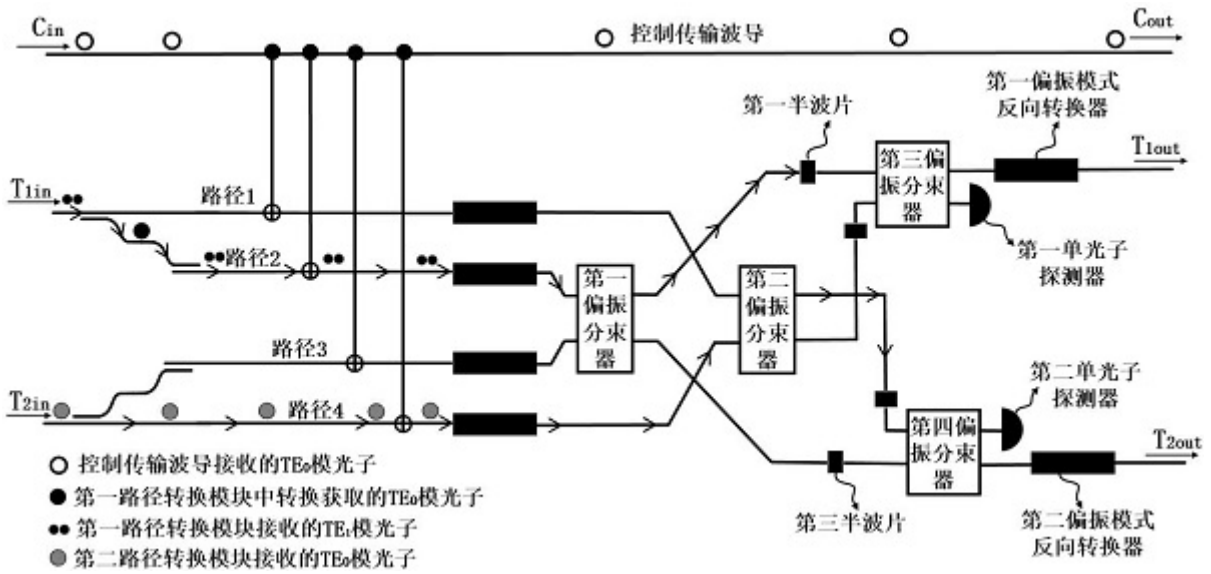 Cin
控制传输波导
Cout
第一半波片
第一偏振模式
反向转换器
T1in
路径1
第三偏
振分束
器
T1out
路径2
第一单光子
探测器
第一
偏振
分束
器
第二
偏振
分束
器
路径3
T2in
路径4
第二单光子
探测器
第四偏
振分束
器
T2out
控制传输波导接收的TE0模光子
第一路径转换模块中转换获取的TE0模光子
第一路径转换模块接收的TE1模光子
第二路径转换模块接收的TE0模光子
第三半波片
第二偏振模式
反向转换器